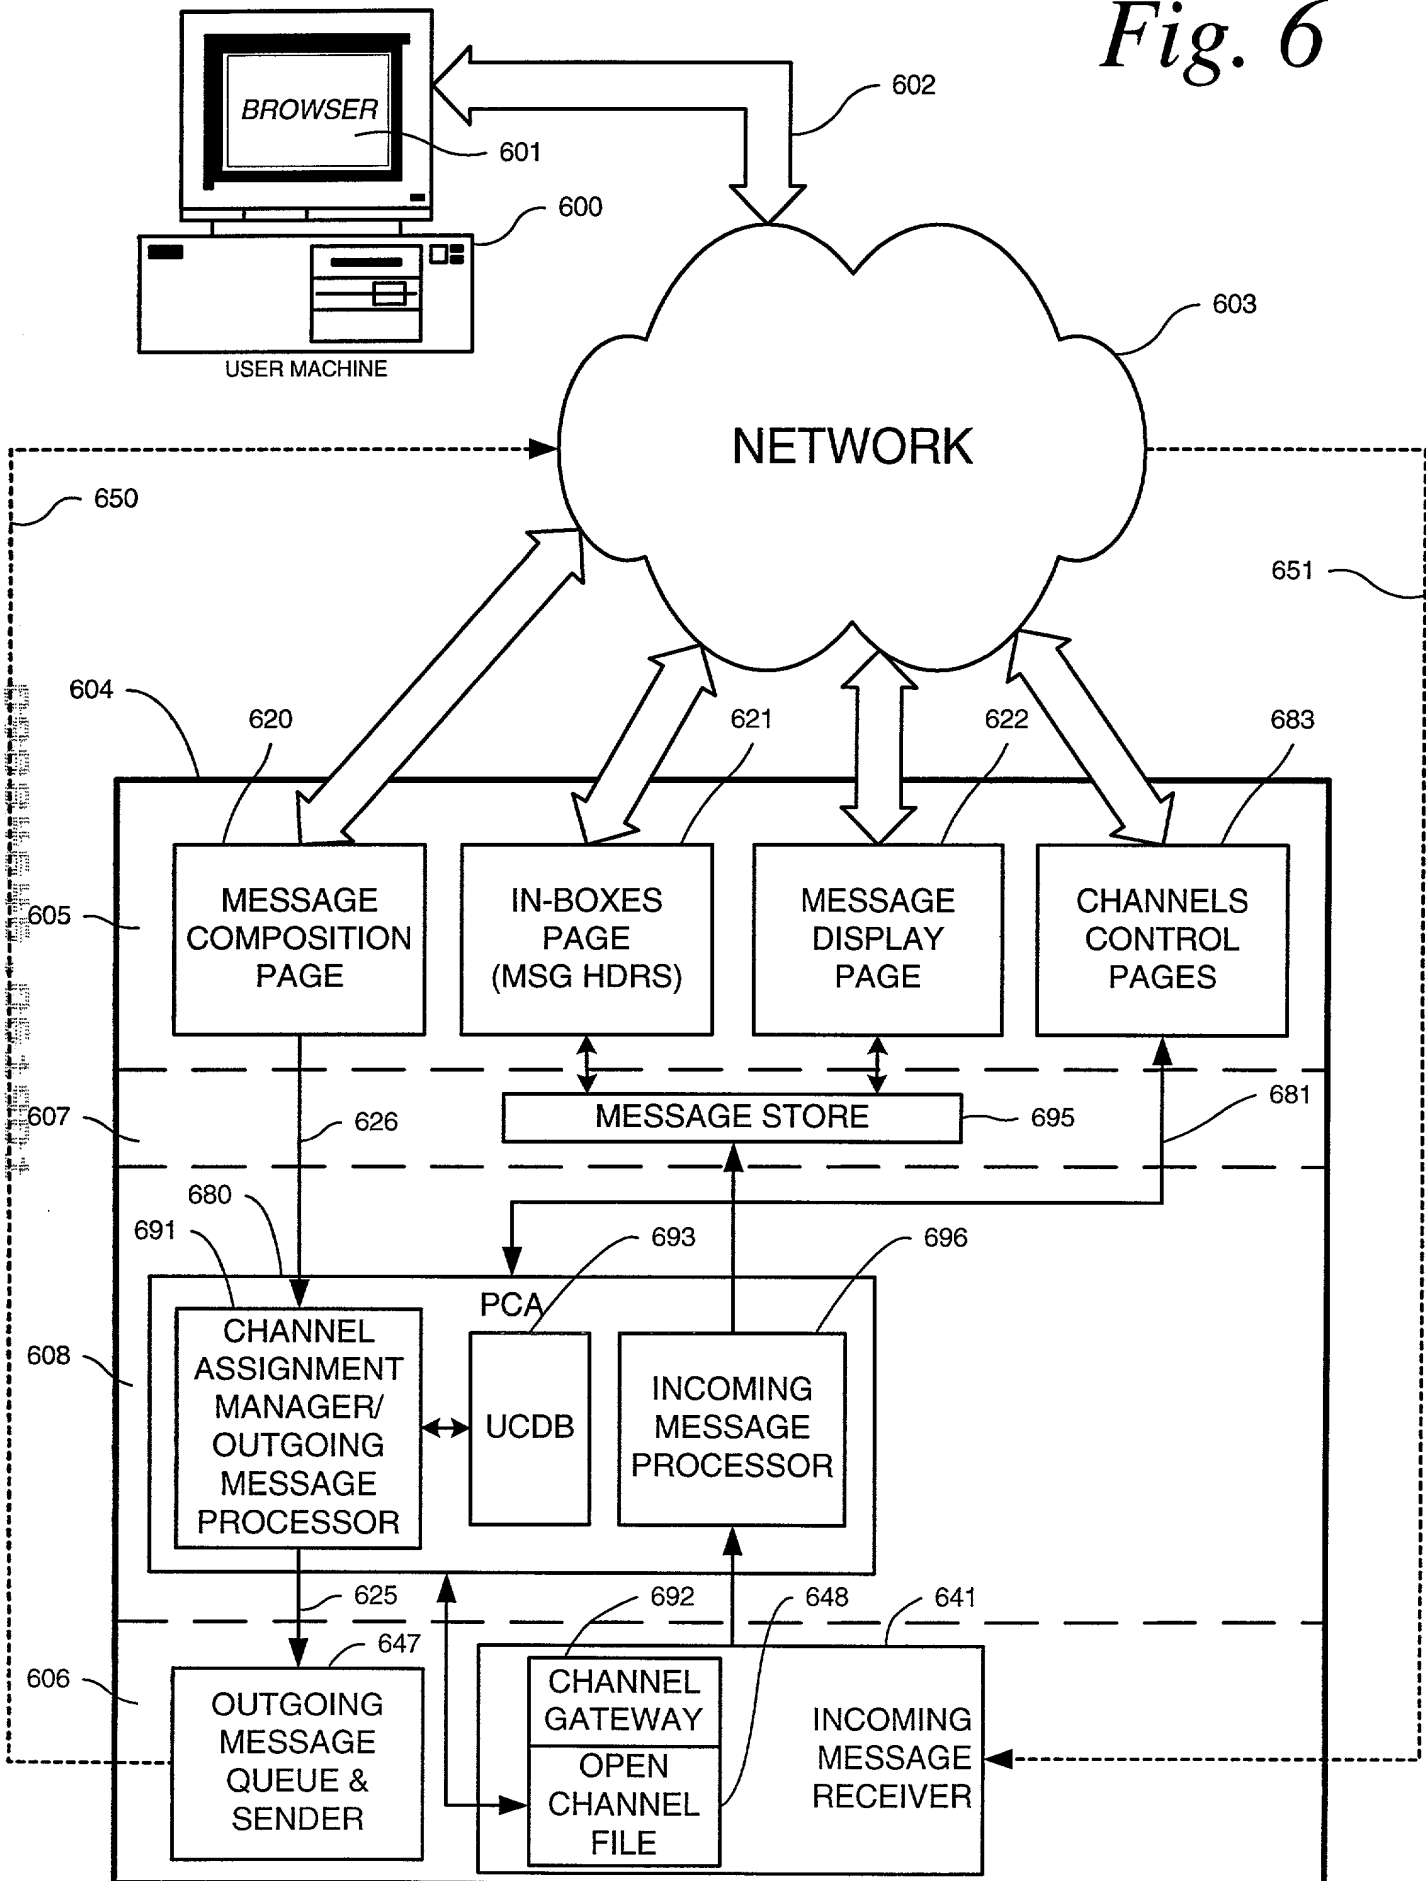 Fig. 6
BROWSER
602
601
600
603
USER MACHINE
NETWORK
650
651
604
620
621
622
683
605
MESSAGE
COMPOSITION
PAGE
IN-BOXES
PAGE
(MSG HDRS)
MESSAGE
DISPLAY
PAGE
CHANNELS
CONTROL
PAGES
607
626
MESSAGE STORE
695
681
680
691
693
696
PCA
608
CHANNEL
ASSIGNMENT
MANAGER/
OUTGOING
MESSAGE
PROCESSOR
UCDB
INCOMING
MESSAGE
PROCESSOR
625
692
648
641
647
606
OUTGOING
MESSAGE
QUEUE &
SENDER
CHANNEL
GATEWAY
OPEN
CHANNEL
FILE
INCOMING
MESSAGE
RECEIVER